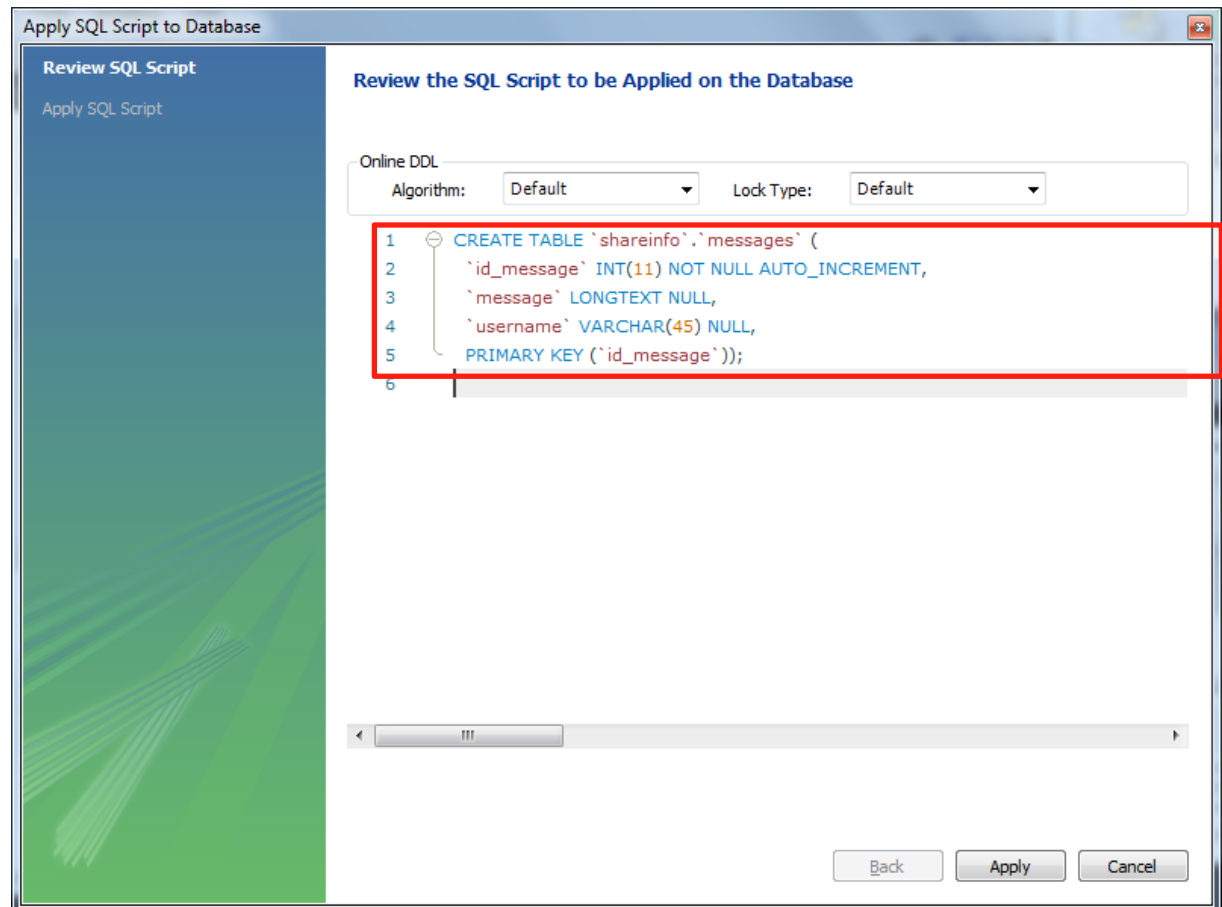 Apply SQL Script to Database
Review SQL Script
Apply SQL Script
Review the SQL Script to be Applied on the Database
Online DDL
Algorithm: Default Lock Type: Default
1 CREATE TABLE `shareinfo`.`messages` (
2 `id_message` INT(11) NOT NULL AUTO_INCREMENT,
3 `message` LONGTEXT NULL,
4 `username` VARCHAR(45) NULL,
5 PRIMARY KEY (`id_message`));
6
Back Apply Cancel